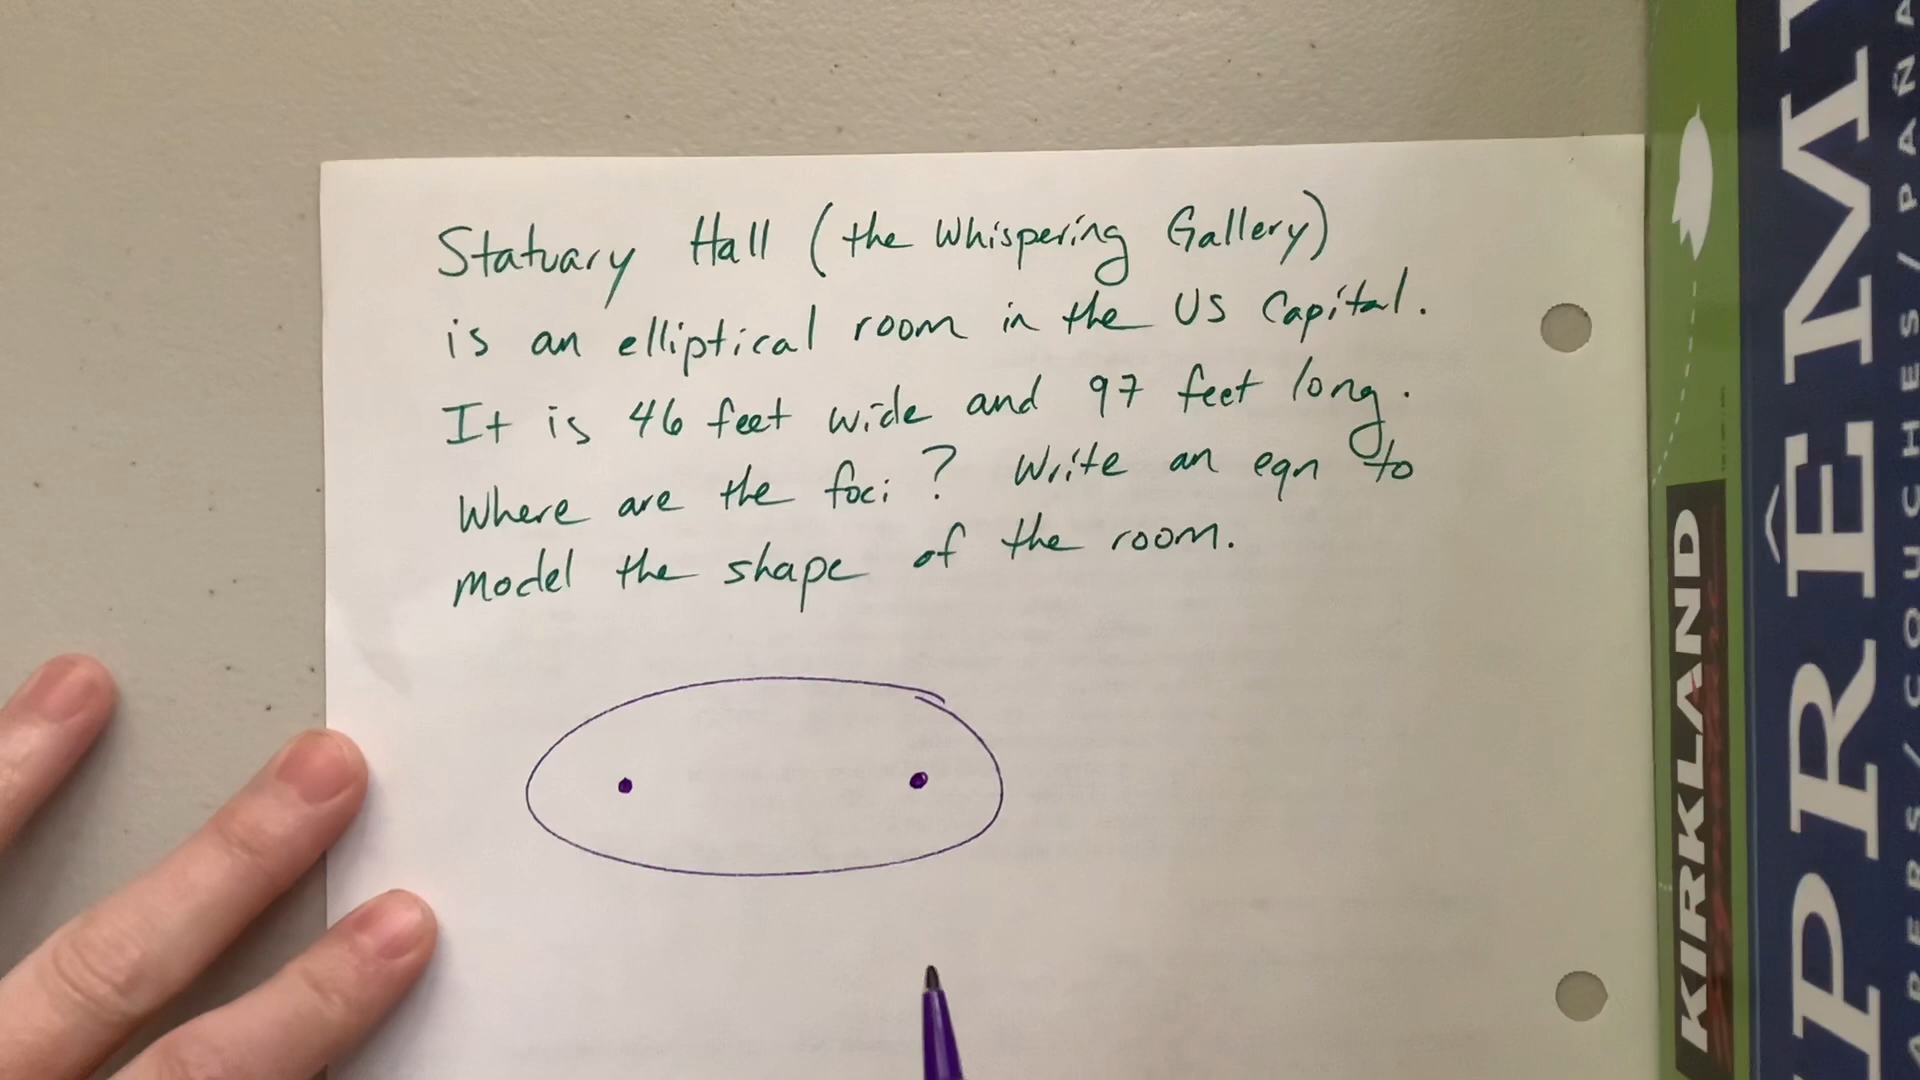 Statuary Hall (the Whispering Gallery)
is an elliptical room in the US Capital.
It is 46 feet wide and 97 feet long.
Where are the foci? Write an eqn to
model the shape of the room.
KIRKLAND